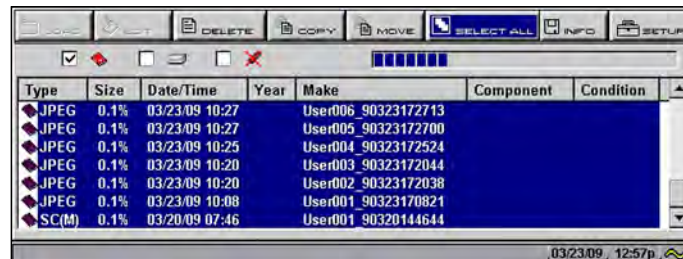 LOAD EDIT DELETE COPY MOVE SELECT ALL INFO SETUP
Type Size Date/Time Year Make Component Condition
JPEG 0.1% 03/23/09 10:27 User006_90323172713
JPEG 0.1% 03/23/09 10:27 User005_90323172700
JPEG 0.1% 03/23/09 10:25 User004_90323172524
JPEG 0.1% 03/23/09 10:20 User003_90323172044
JPEG 0.1% 03/23/09 10:20 User002_90323172038
JPEG 0.1% 03/23/09 10:08 User001_90323170821
SC(M) 0.1% 03/20/09 07:46 User001_90320144644
03/23/09 , 12:57p